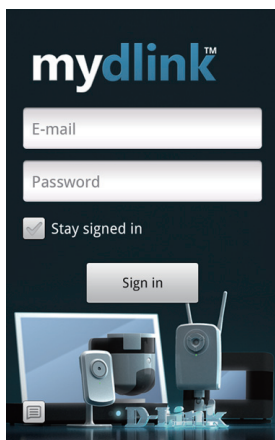 mydlink™
E-mail
Password
Stay signed in
Sign in
D-Link